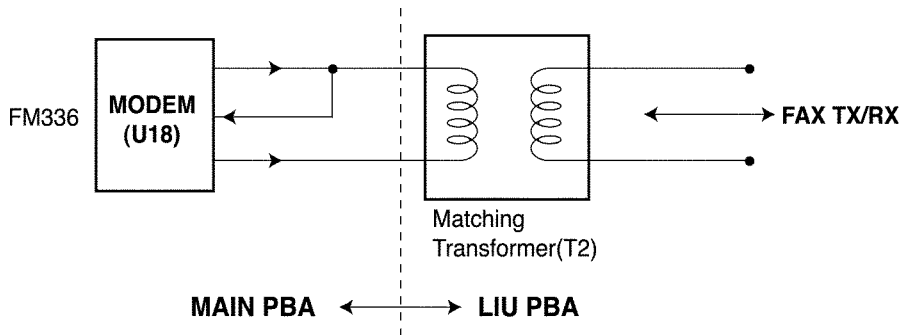 FM336
MODEM
(U18)
FAX TX/RX
Matching
Transformer(T2)
MAIN PBA
LIU PBA